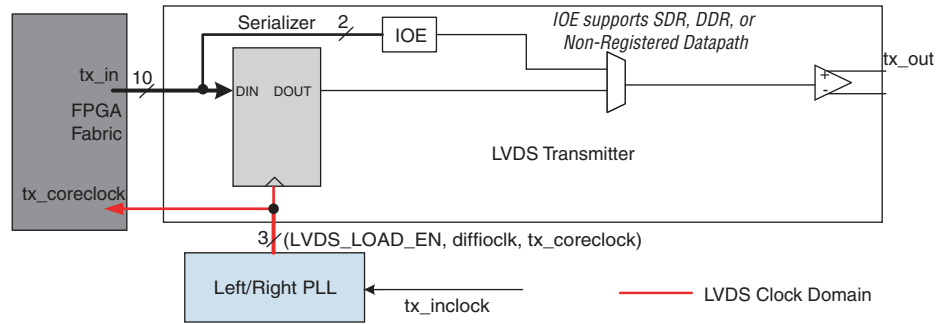 Serializer
2
IOE
IOE supports SDR, DDR, or
Non-Registered Datapath
tx_out
tx_in
10
DIN
DOUT
+
-
FPGA
Fabric
LVDS Transmitter
tx_coreclock
3
(LVDS_LOAD_EN, diffioclk, tx_coreclock)
Left/Right PLL
tx_inclock
LVDS Clock Domain